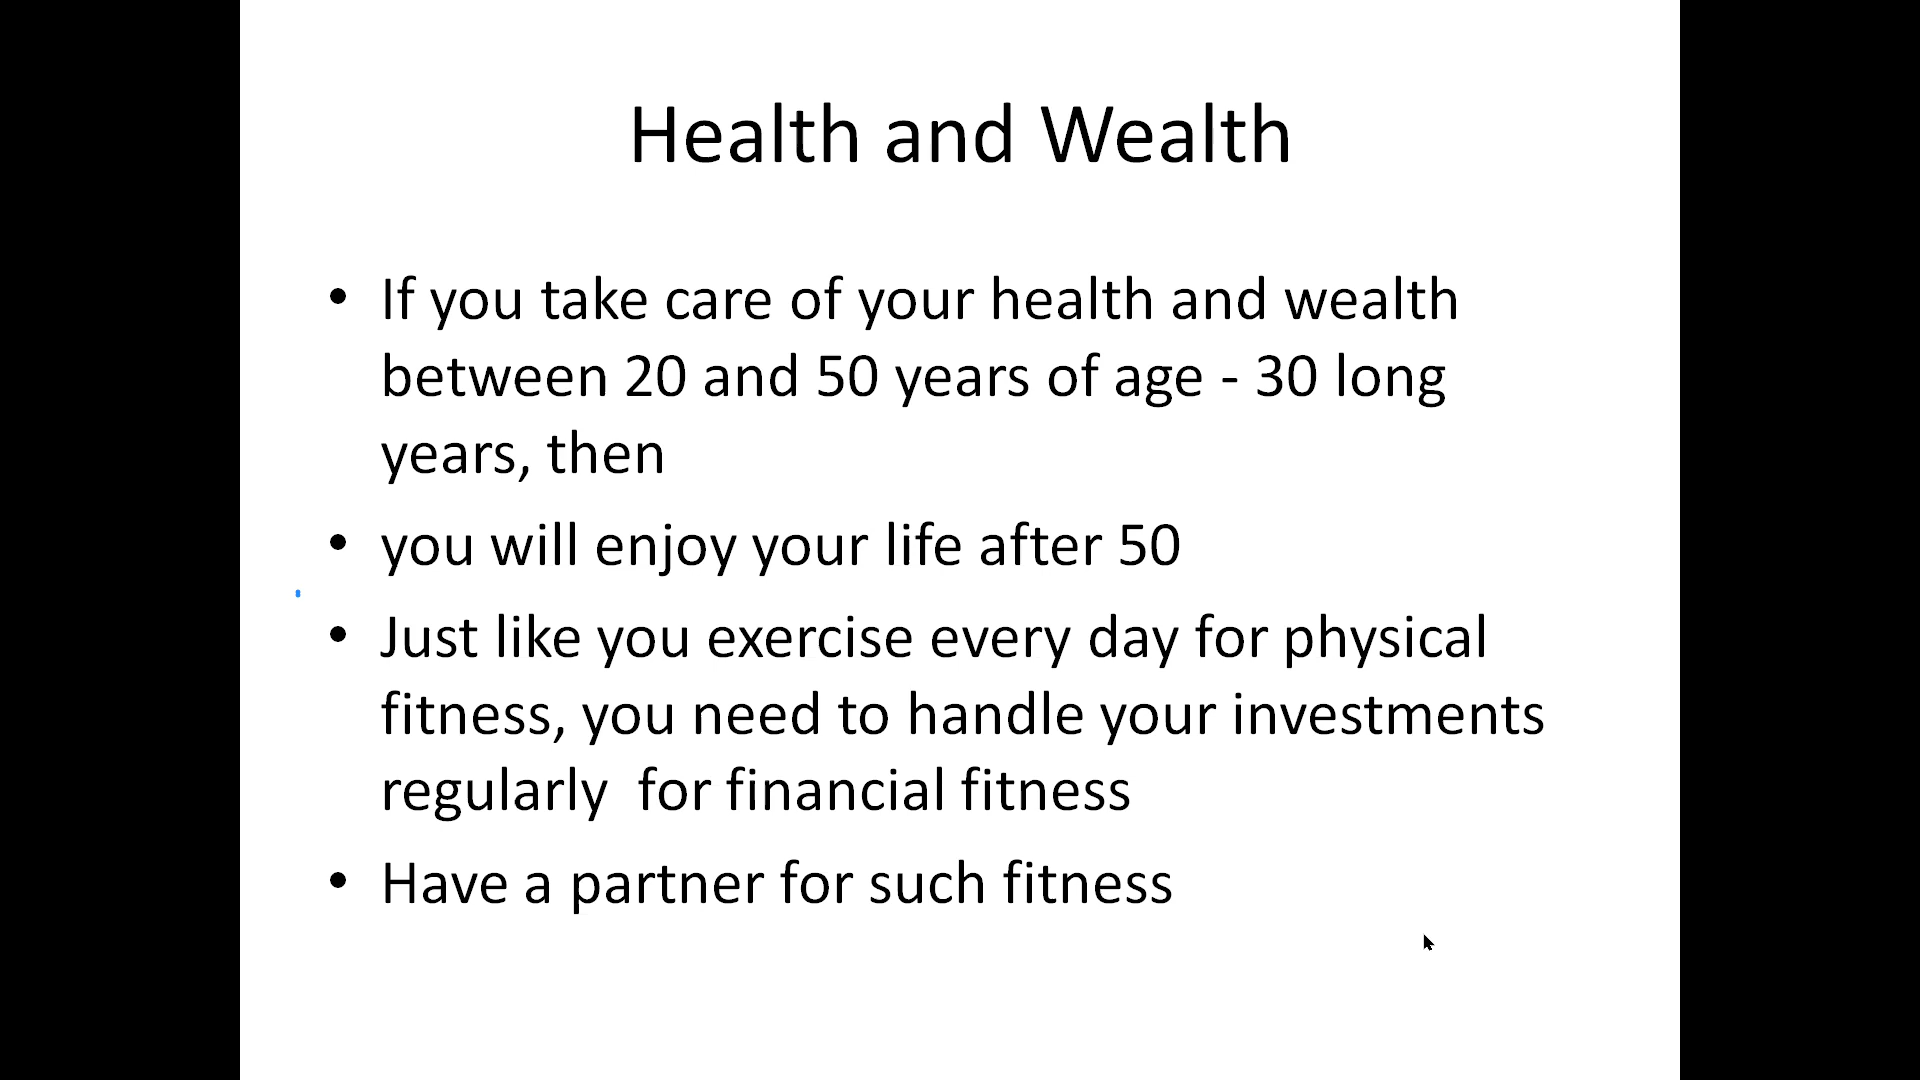 Health and Wealth
• If you take care of your health and wealth
between 20 and 50 years of age - 30 long
years, then
• you will enjoy your life after 50
• Just like you exercise every day for physical
fitness, you need to handle your investments
regularly  for financial fitness
• Have a partner for such fitness